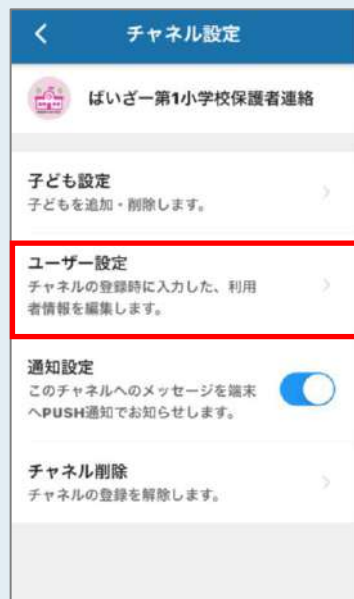 チャネル設定
ばいざー第1小学校保護者連絡
子ども設定
子どもを追加・削除します。
ユーザー設定
チャネルの登録時に入力した、利用
者情報を編集します。
通知設定
このチャネルへのメッセージを端末
へPUSH通知でお知らせします。
チャネル削除
チャネルの登録を解除します。